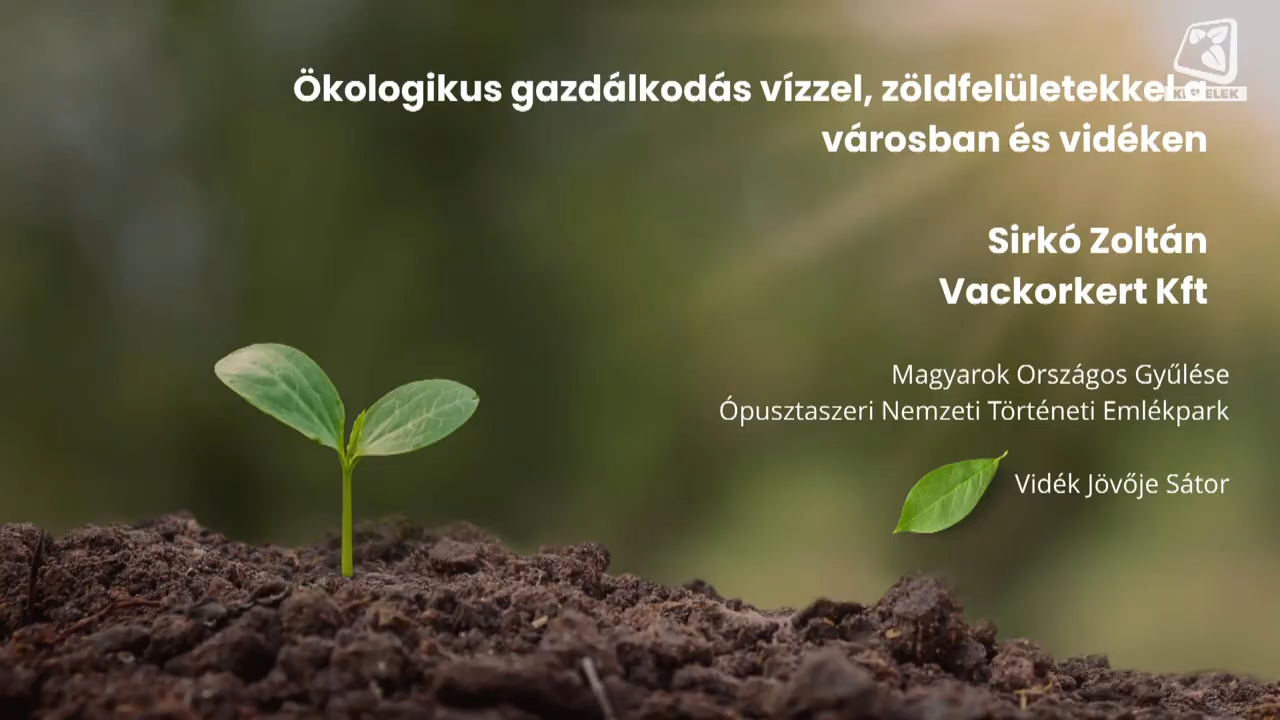 Ökologikus gazdálkodás vízzel, zöldfelületekkel a
városban és vidéken
Sirkó Zoltán
Vackorkert Kft
Magyarok Országos Gyűlése
Ópusztaszeri Nemzeti Történeti Emlékpark
Vidék Jövője Sátor